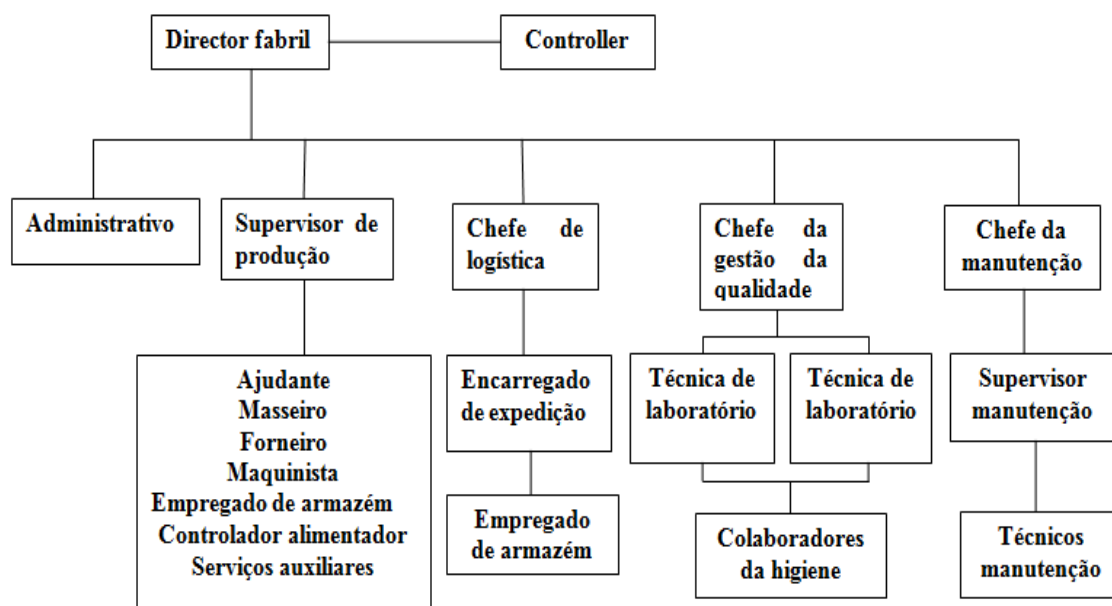 Director fabril
Controller
Administrativo
Supervisor de
produção
Chefe de
logística
Chefe da
gestão da
qualidade
Chefe da
manutenção
Ajudante
Masseiro
Forneiro
Maquinista
Empregado de armazém
Controlador alimentador
Serviços auxiliares
Encarregado
de expedição
Técnica de
laboratório
Técnica de
laboratório
Supervisor
manutenção
Empregado
de armazém
Colaboradores
da higiene
Técnicos
manutenção